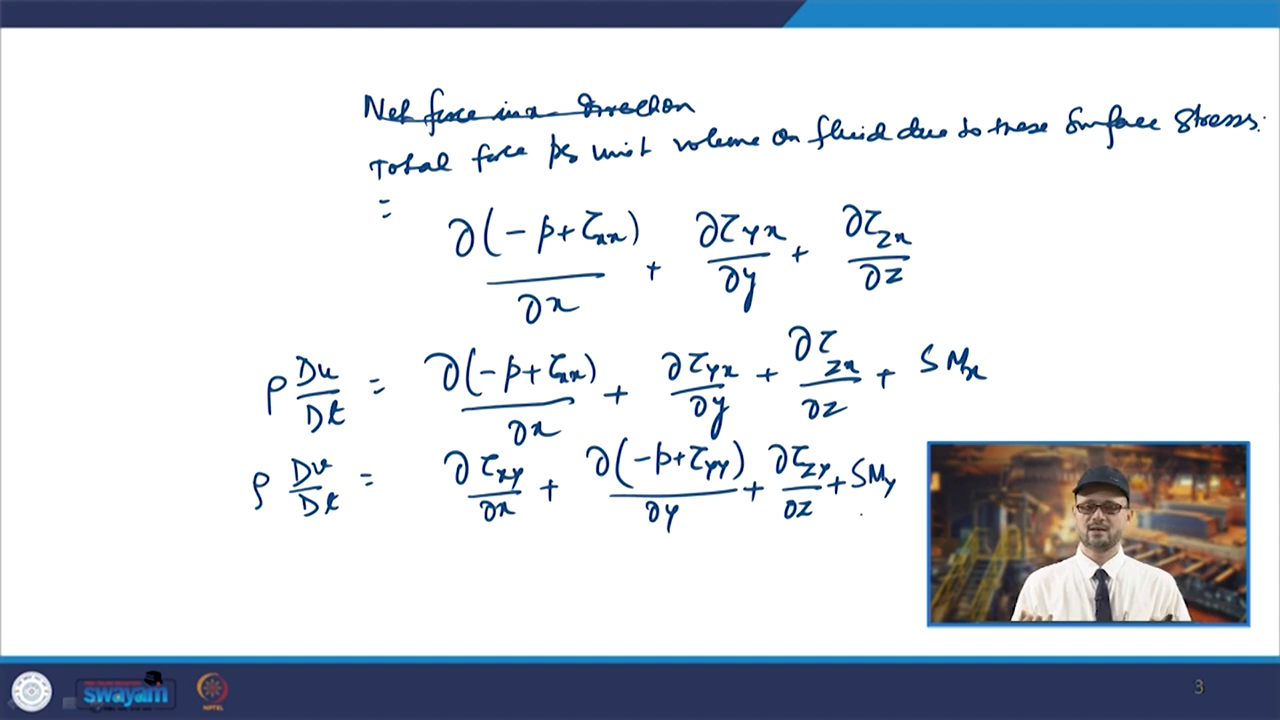 Net force in x - Direction
Total force per unit volume on fluid due to these Surface Stresses.
=
∂(-p+τxx)/∂x + ∂τyx/∂y + ∂τzx/∂z
ρ Du/Dt = ∂(-p+τxx)/∂x + ∂τyx/∂y + ∂τzx/∂z + SMx
ρ Dv/Dt = ∂τxy/∂x + ∂(-p+τyy)/∂y + ∂τzy/∂z + SMy
swayam
NPTEL
3